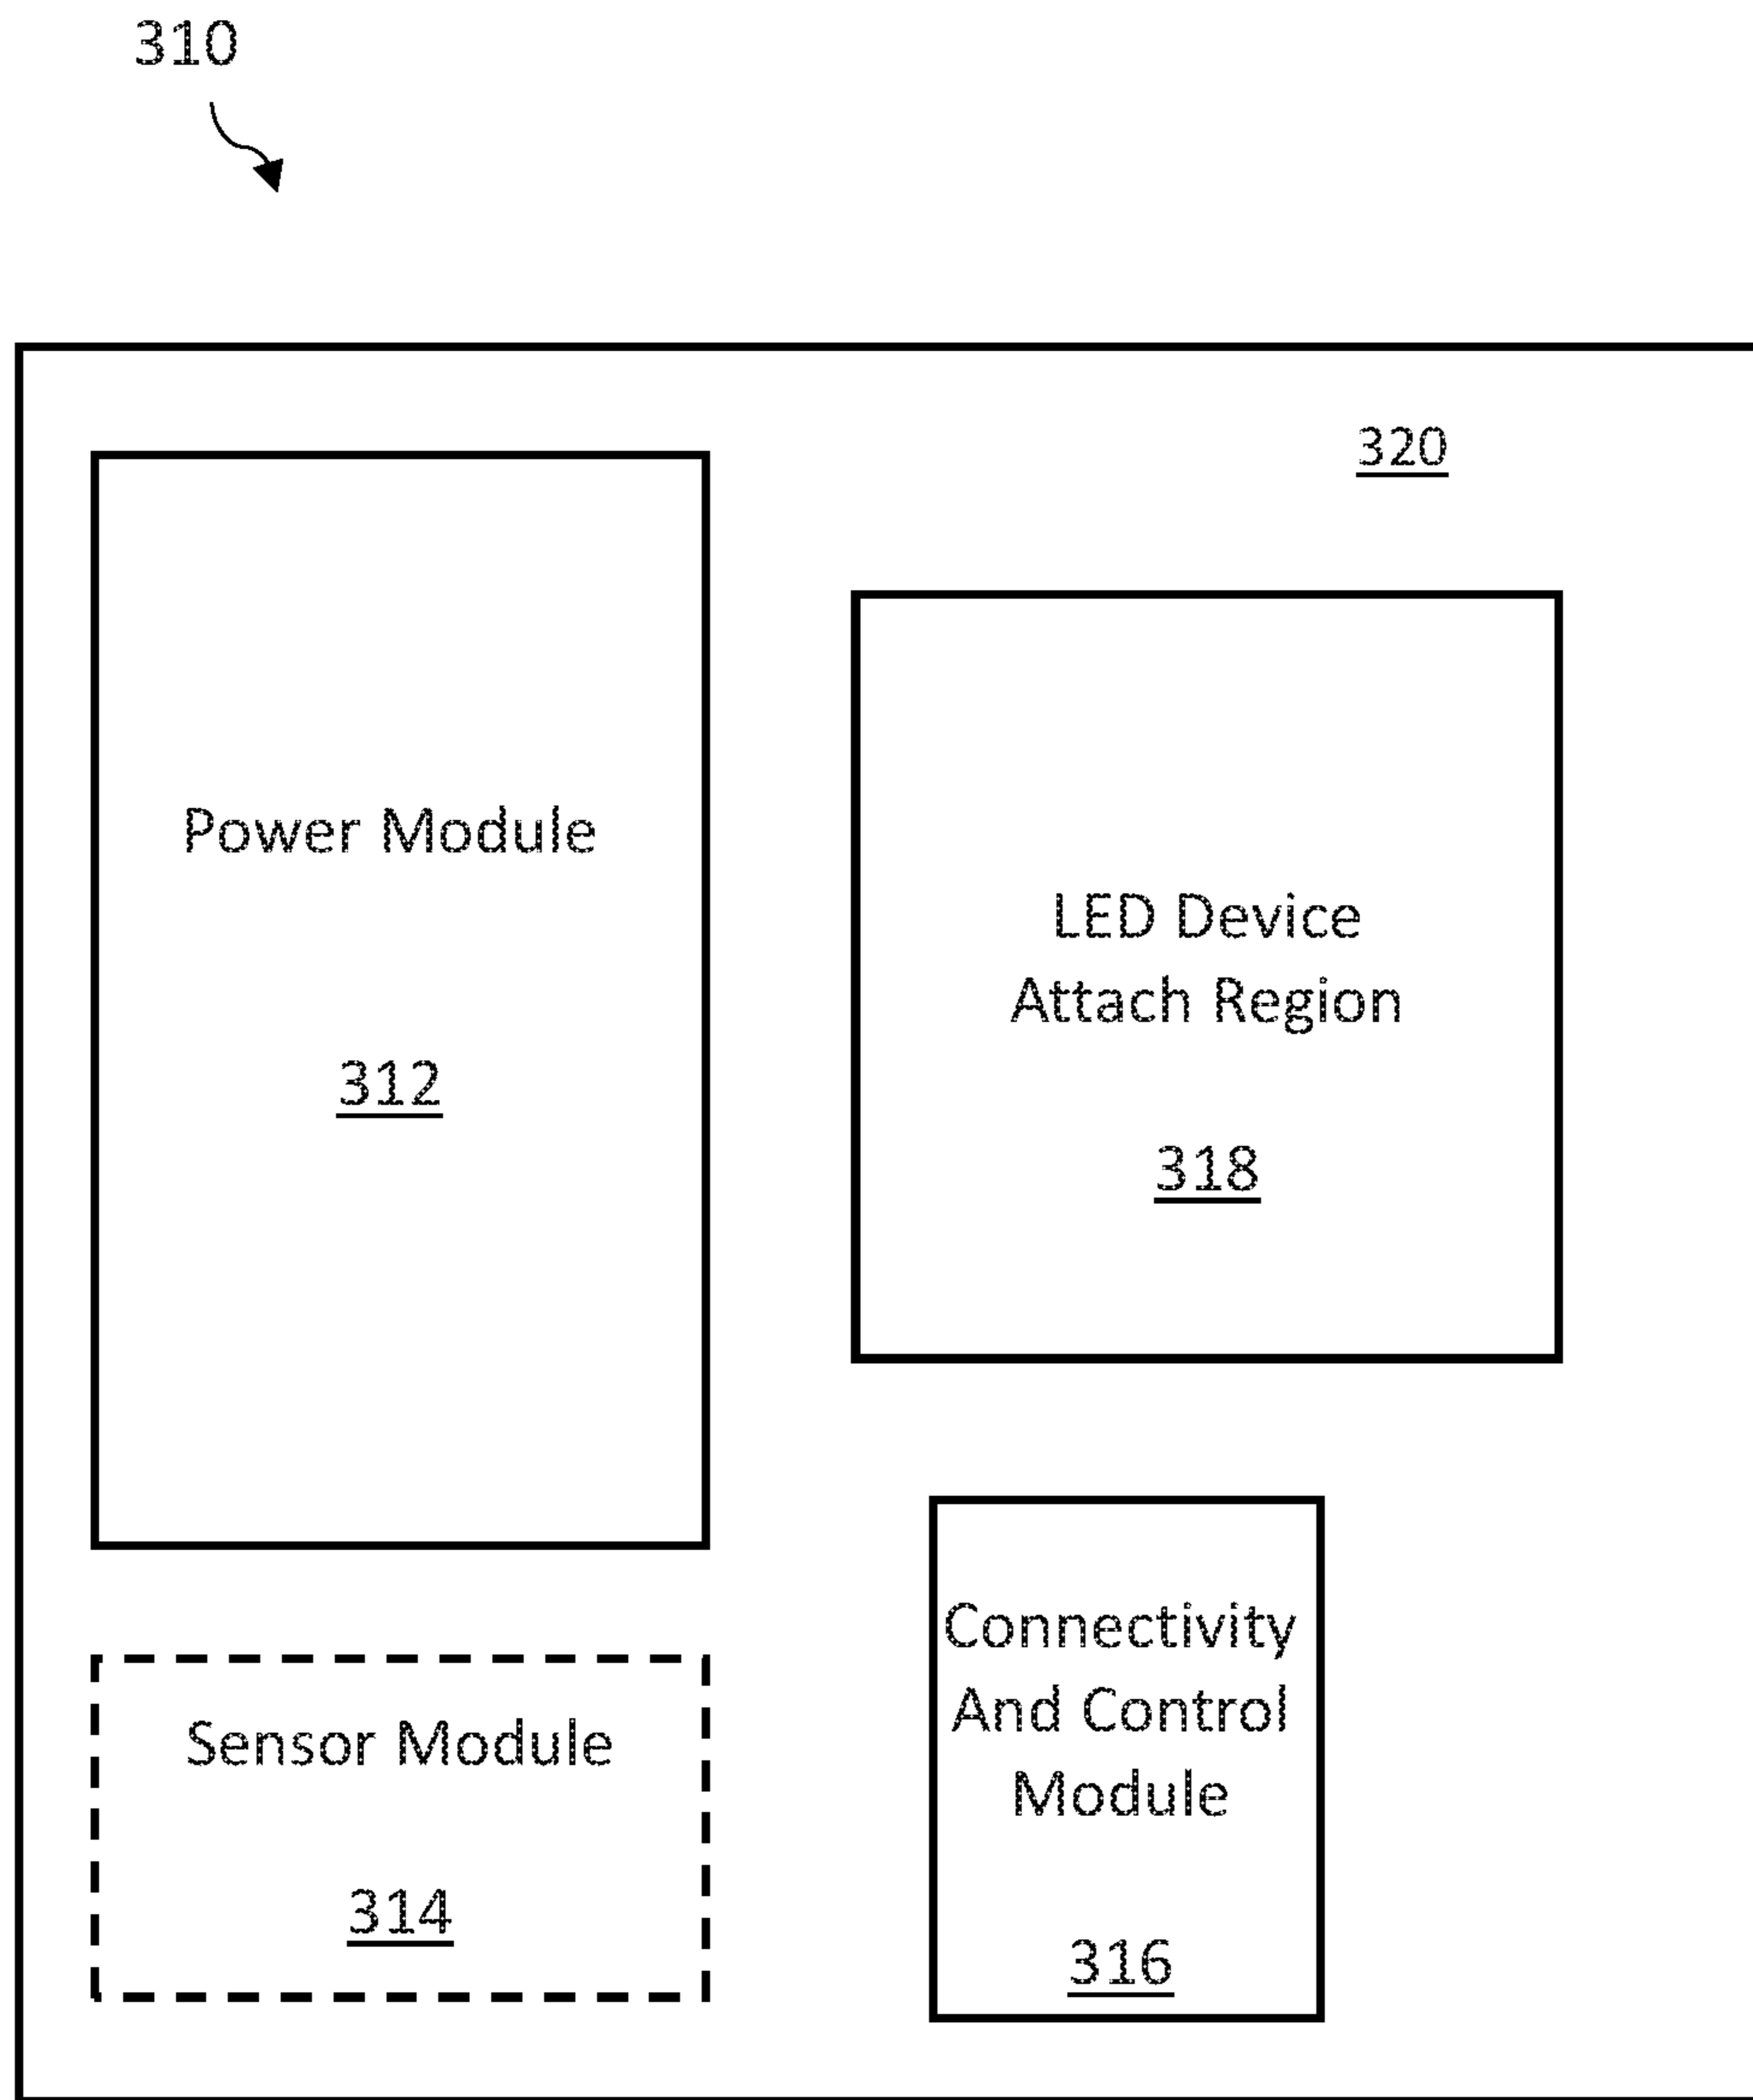 310
320
Power Module
312
LED Device
Attach Region
318
Sensor Module
314
Connectivity
And Control
Module
316